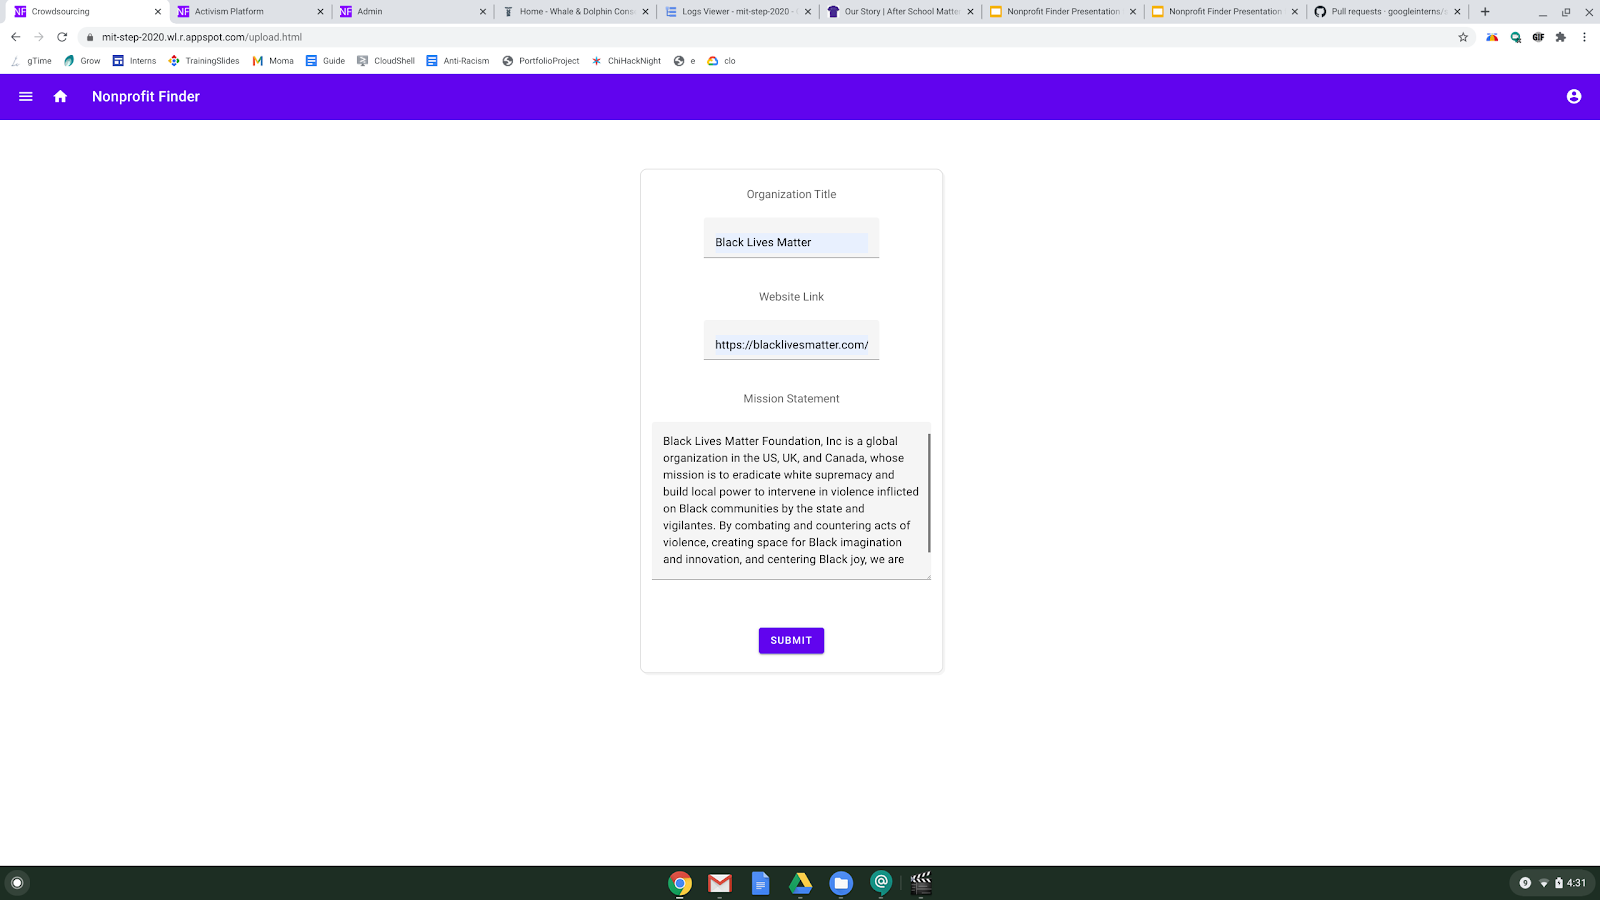 NF Crowdsourcing
NF Activism Platform
NF Admin
Home - Whale & Dolphin Cons
Logs Viewer - mit-step-2020 -
Our Story | After School Matter
Nonprofit Finder Presentation
Nonprofit Finder Presentation
Pull requests · googleinterns/s
mit-step-2020.wl.r.appspot.com/upload.html
GIF
gTime
Grow
Interns
TrainingSlides
Moma
Guide
CloudShell
Anti-Racism
PortfolioProject
ChiHackNight
e
clo
Nonprofit Finder
Organization Title
Black Lives Matter
Website Link
https://blacklivesmatter.com/
Mission Statement
Black Lives Matter Foundation, Inc is a global
organization in the US, UK, and Canada, whose
mission is to eradicate white supremacy and
build local power to intervene in violence inflicted
on Black communities by the state and
vigilantes. By combating and countering acts of
violence, creating space for Black imagination
and innovation, and centering Black joy, we are
SUBMIT
9
4:31